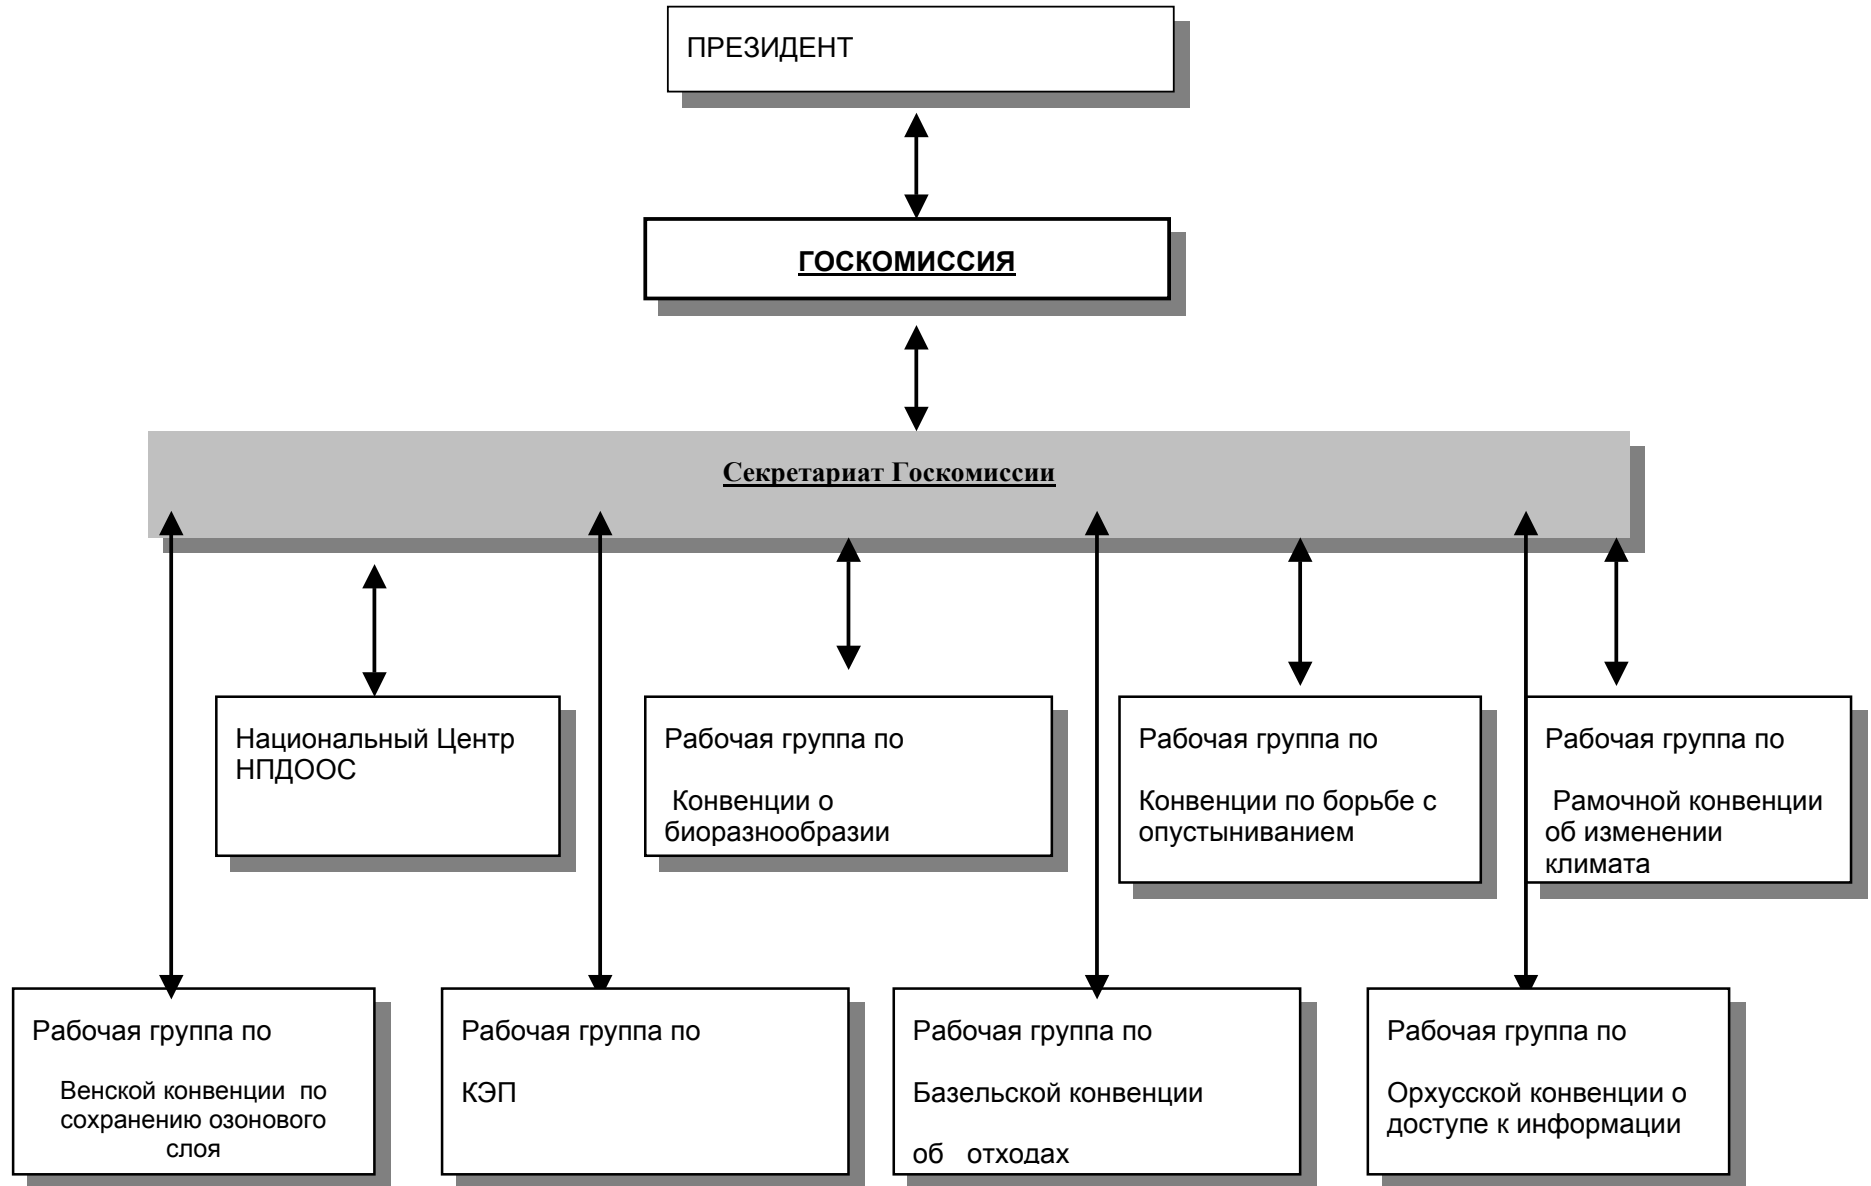 ПРЕЗИДЕНТ
ГОСКОМИССИЯ
Секретариат Госкомиссии
Национальный Центр
НПДООС
Рабочая группа по
Конвенции о
биоразнообразии
Рабочая группа по
Конвенции по борьбе с
опустыниванием
Рабочая группа по
Рамочной конвенции
об изменении
климата
Рабочая группа по
Венской конвенции по
сохранению озонового
слоя
Рабочая группа по
КЭП
Рабочая группа по
Базельской конвенции
об отходах
Рабочая группа по
Орхусской конвенции о
доступе к информации